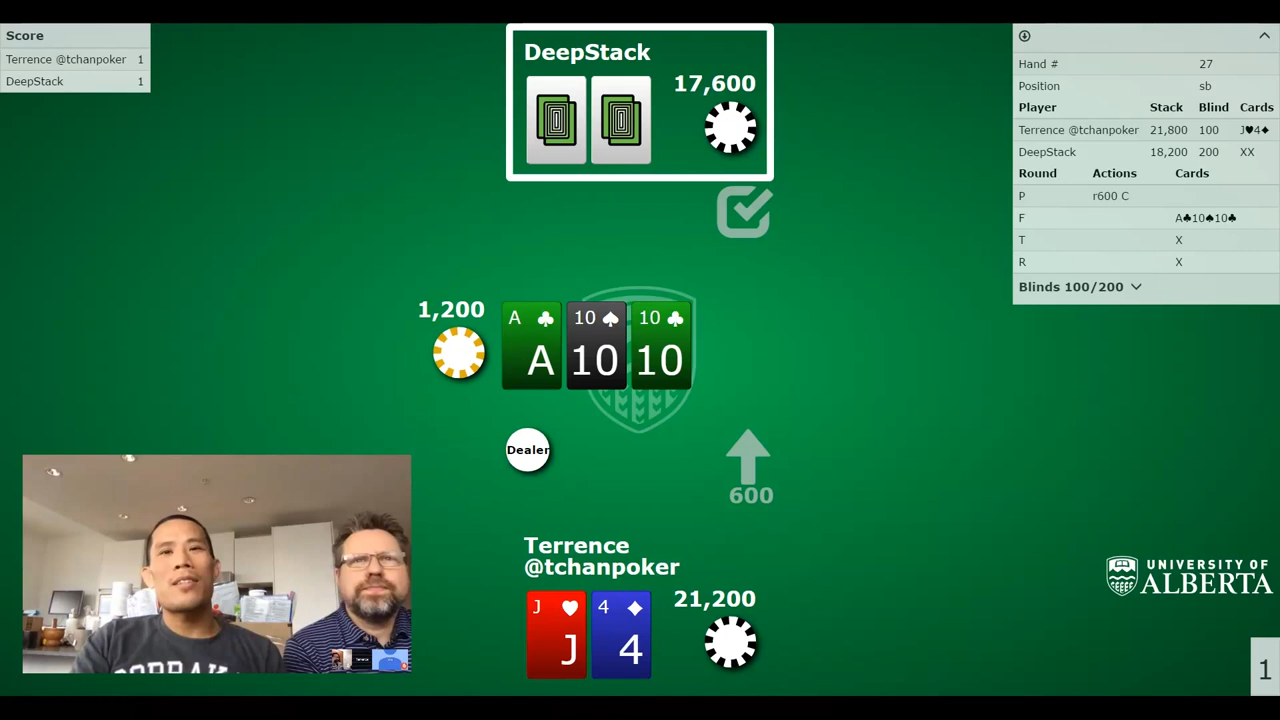 Score
Terrence @tchanpoker 1
DeepStack 1
DeepStack
17,600
1,200
A A
10 10
10 10
Dealer
600
Terrence
@tchanpoker
J J
4 4
21,200
Hand # 27
Position sb
Player Stack Blind Cards
Terrence @tchanpoker 21,800 100 J♥4♦
DeepStack 18,200 200 XX
Round Actions Cards
P r600 C
F A♣10♠10♣
T X
R X
Blinds 100/200
UNIVERSITY OF
ALBERTA
1